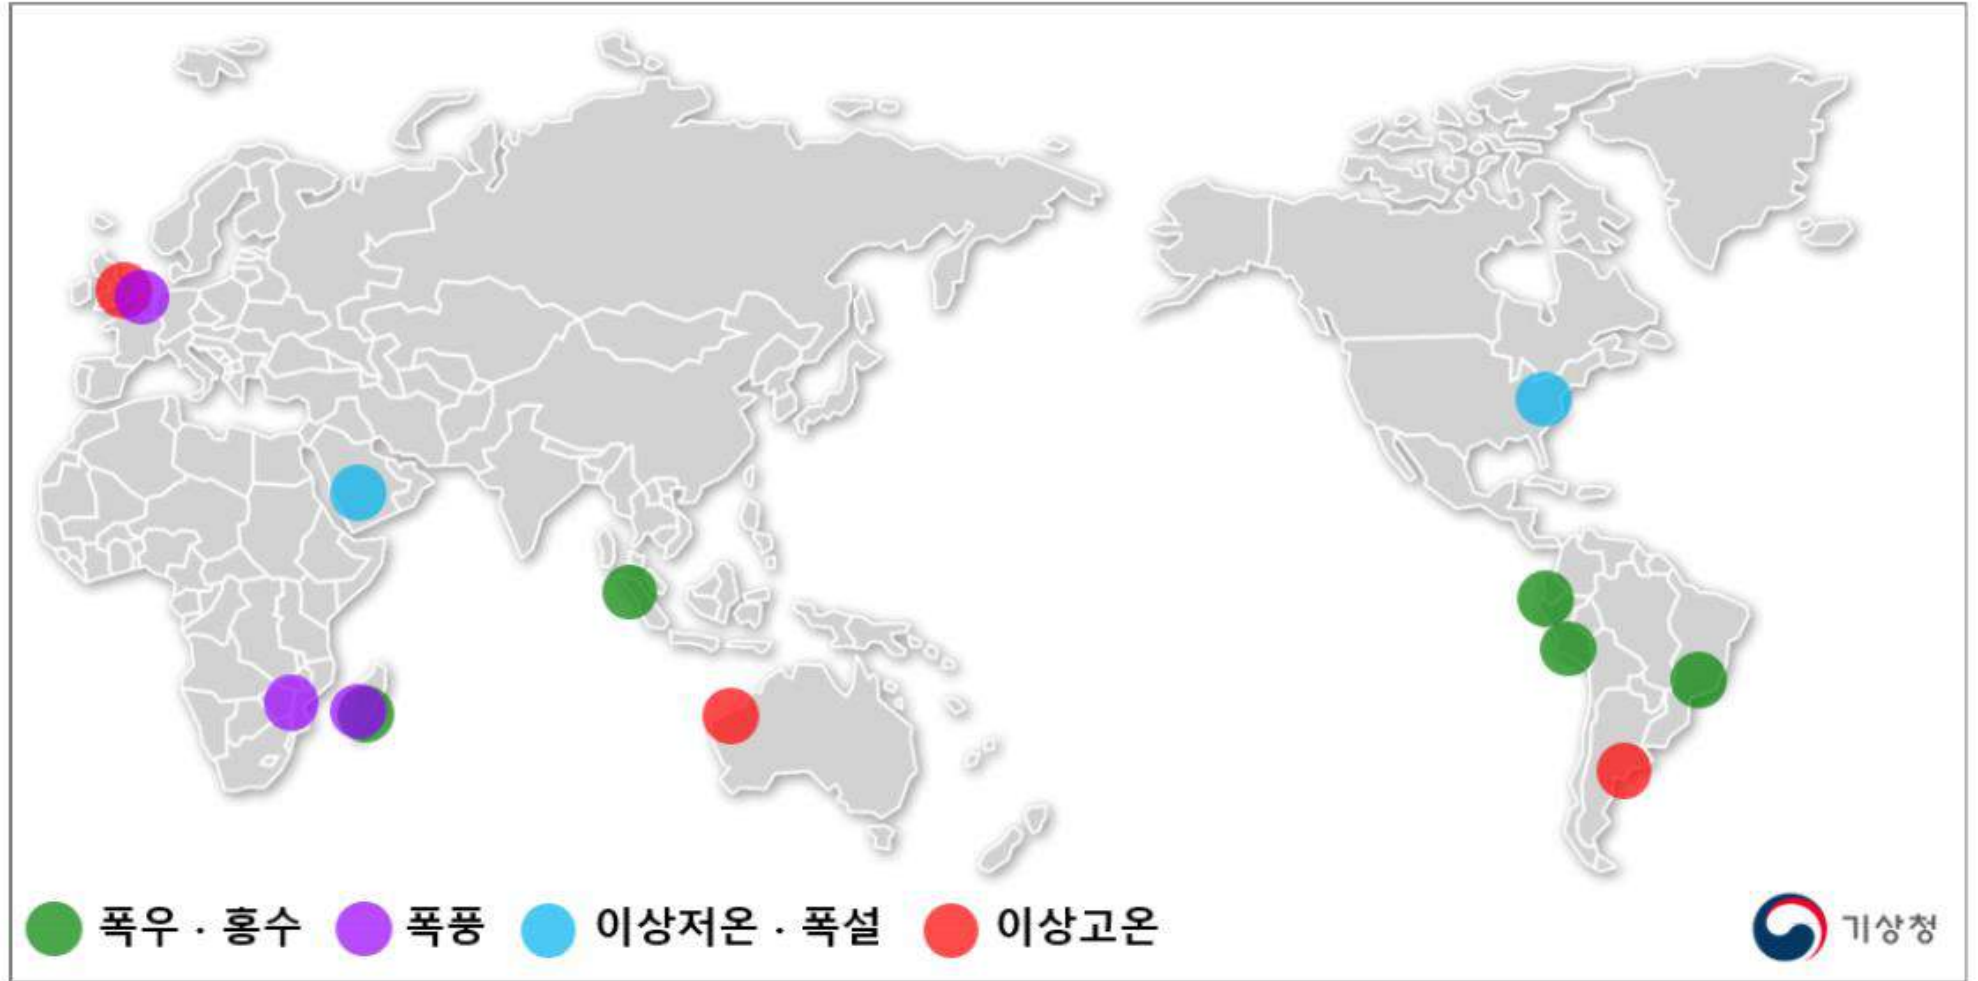 폭우 · 홍수 폭풍 이상저온 · 폭설 이상고온 기상청